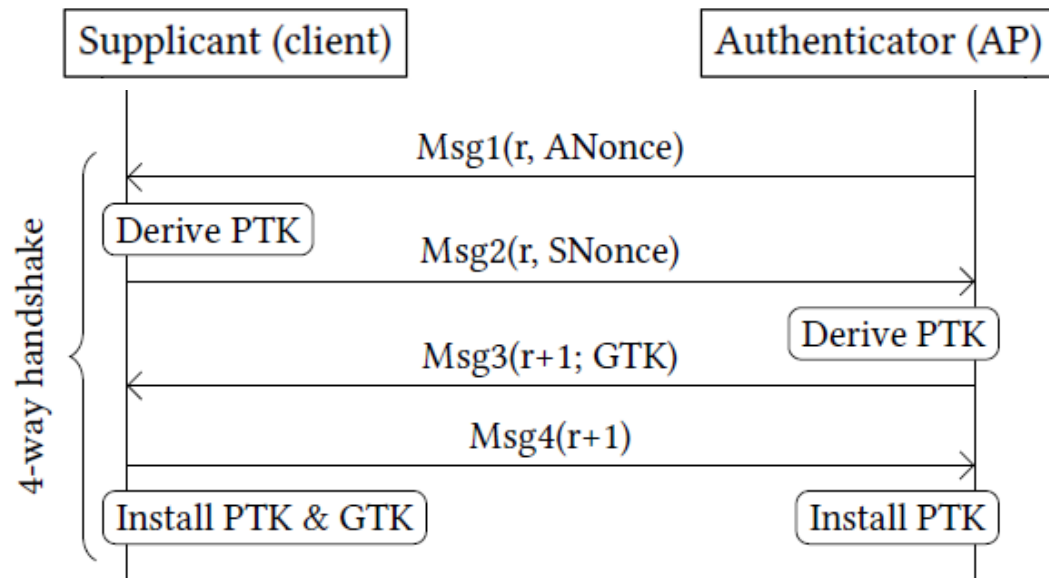 Supplicant (client)
Authenticator (AP)
Msg1(r, ANonce)
Derive PTK
Msg2(r, SNonce)
Derive PTK
Msg3(r+1; GTK)
Msg4(r+1)
Install PTK & GTK
Install PTK
4-way handshake